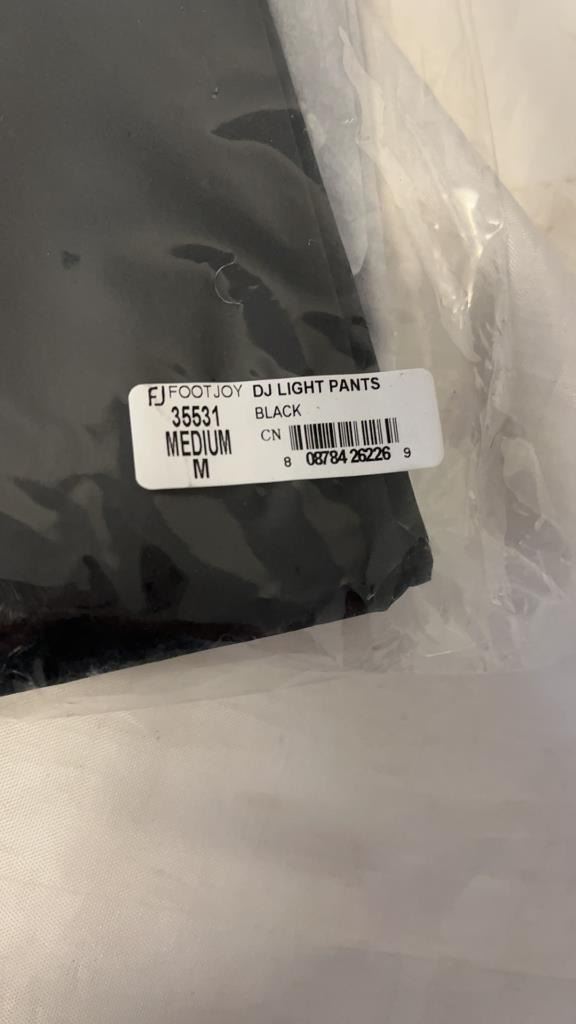 FJ FOOTJOY DJ LIGHT PANTS
35531 BLACK
MEDIUM CN
M 8 08784 26226 9